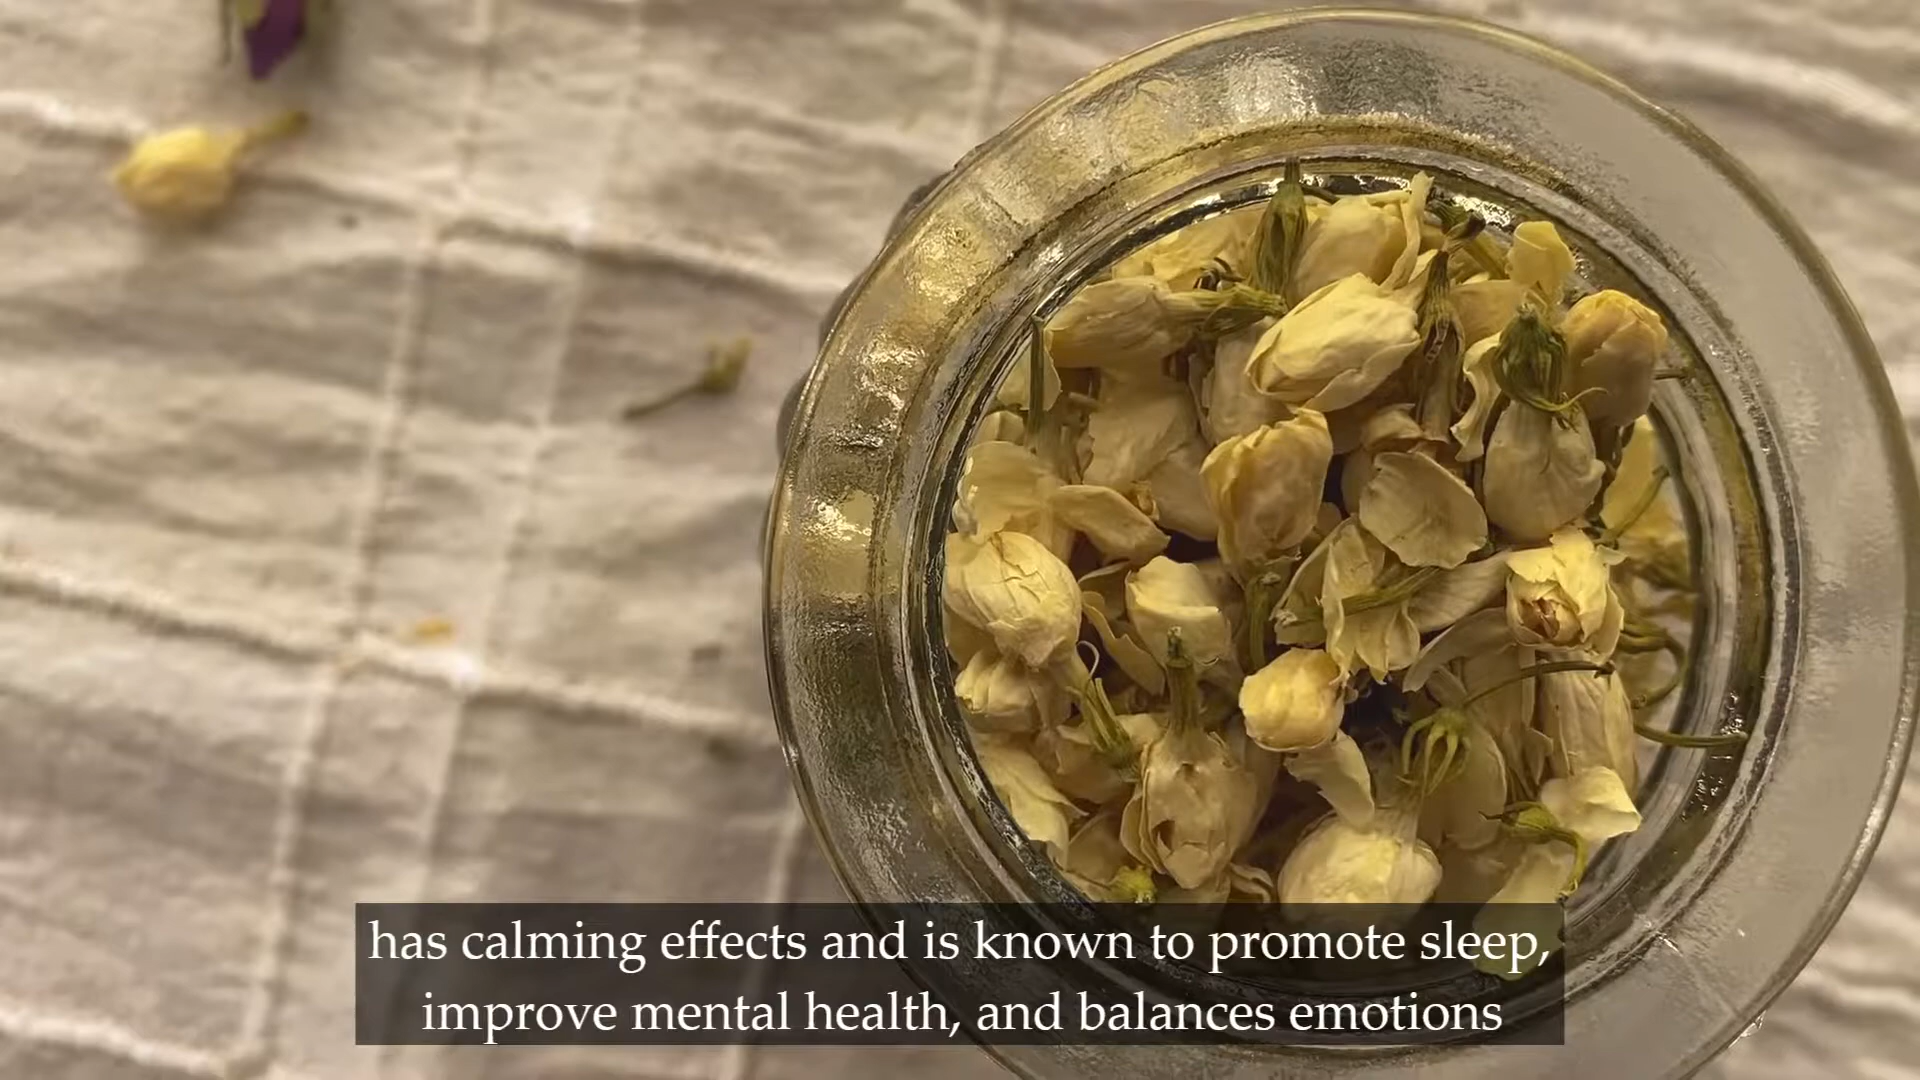 has calming effects and is known to promote sleep,
improve mental health, and balances emotions